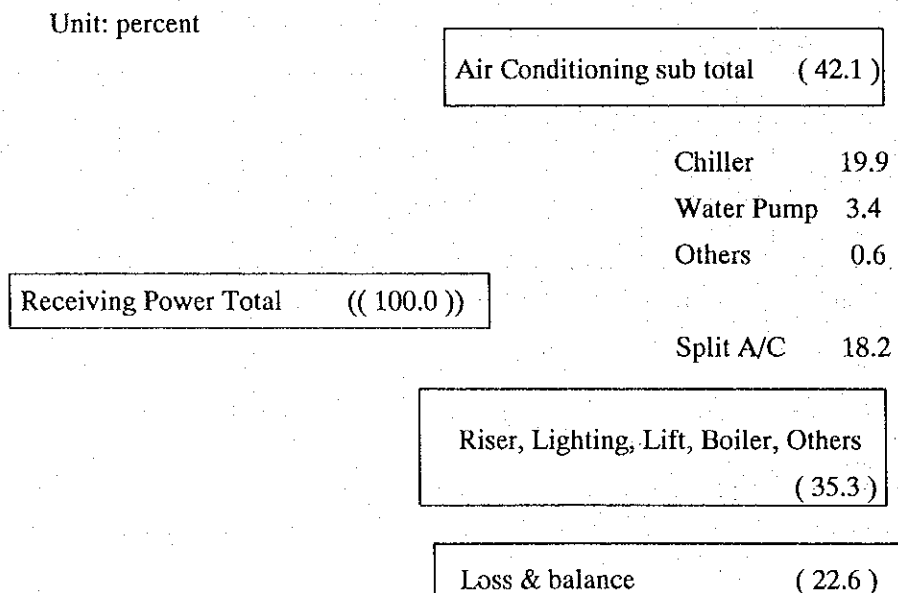 Unit: percent
Air Conditioning sub total ( 42.1 )
Chiller 19.9
Water Pump 3.4
Others 0.6
Receiving Power Total (( 100.0 ))
Split A/C 18.2
Riser, Lighting, Lift, Boiler, Others
( 35.3 )
Loss & balance ( 22.6 )